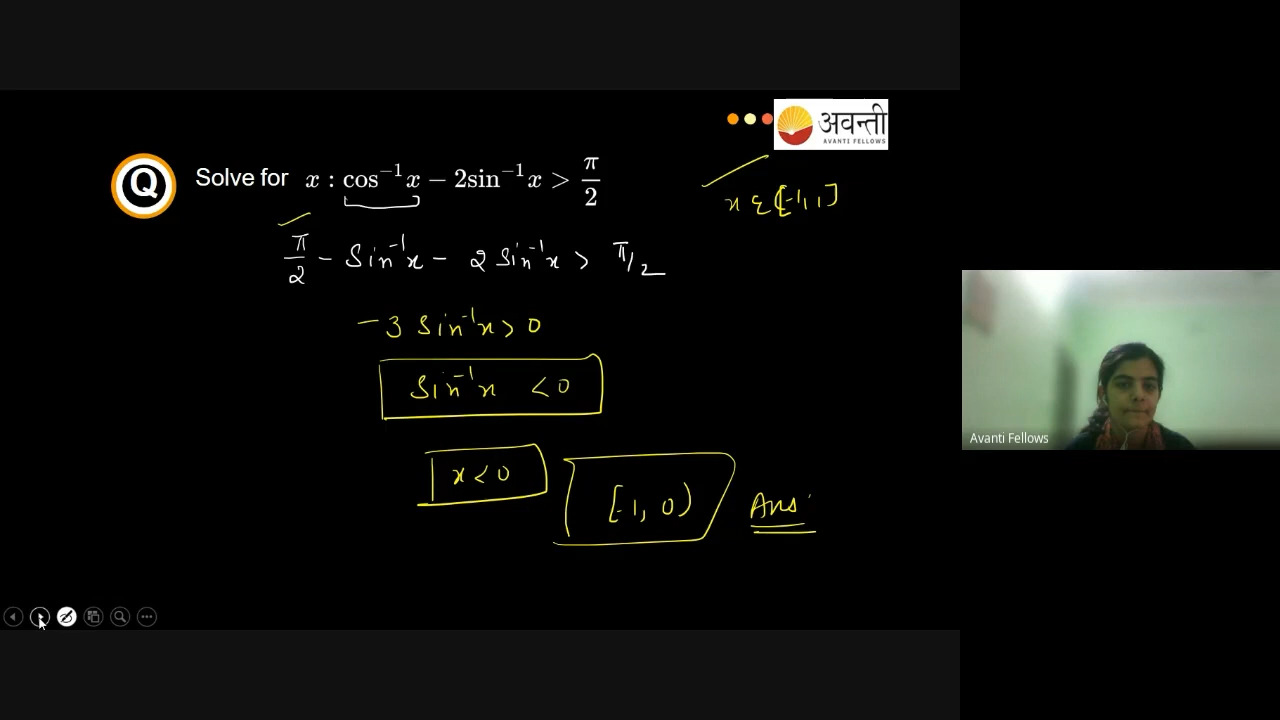 अवन्ती
AVANTI FELLOWS
Q Solve for x : cos⁻¹x − 2sin⁻¹x > π/2
x ε [-1,1]
π/2 - Sin⁻¹x - 2 Sin⁻¹x > π/2
-3 Sin⁻¹x > 0
Sin⁻¹x < 0
x < 0
[-1, 0) Ans
Avanti Fellows